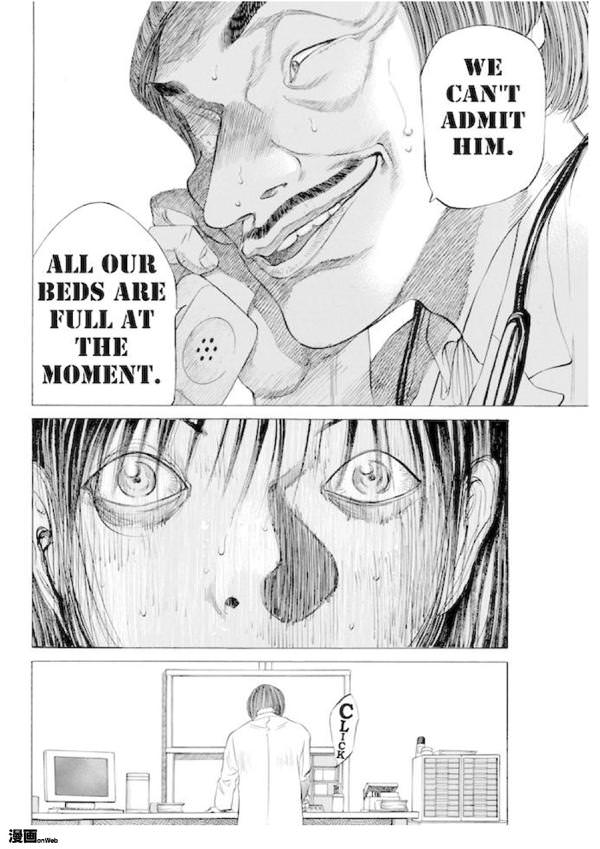 WE
CAN'T
ADMIT
HIM.
ALL OUR
BEDS ARE
FULL AT
THE
MOMENT.
CLICK
漫画onWeb